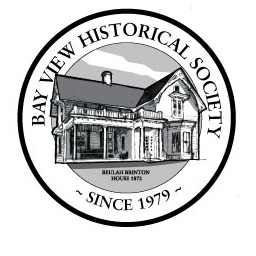 BAY VIEW HISTORICAL SOCIETY
BEULAH BRINTON
HOUSE 1872
~ SINCE 1979 ~